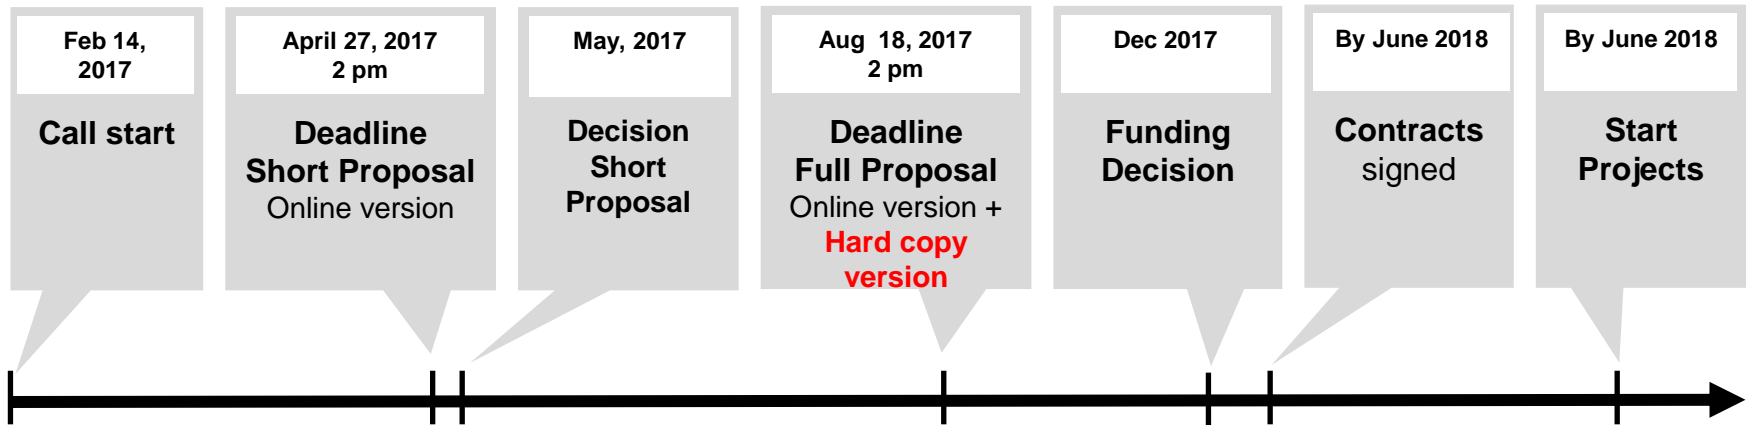 Feb 14,
2017
Call start
April 27, 2017
2 pm
Deadline
Short Proposal
Online version
May, 2017
Decision
Short
Proposal
Aug  18, 2017
2 pm
Deadline
Full Proposal
Online version +
Hard copy
version
Dec 2017
Funding
Decision
By June 2018
Contracts
signed
By June 2018
Start
Projects